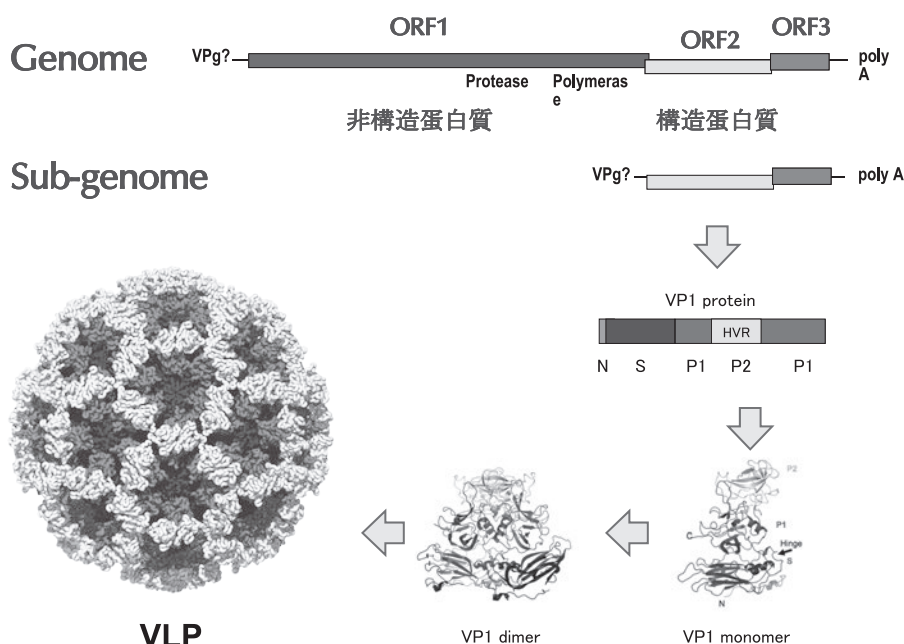 ORF1
ORF2
ORF3
Genome
VPg?
poly
A
Protease
Polymeras
e
非構造蛋白質
構造蛋白質
Sub-genome
VPg?
poly A
VP1 protein
HVR
N S P1 P2 P1
P2
P1
Hinge
S
N
VLP
VP1 dimer
VP1 monomer